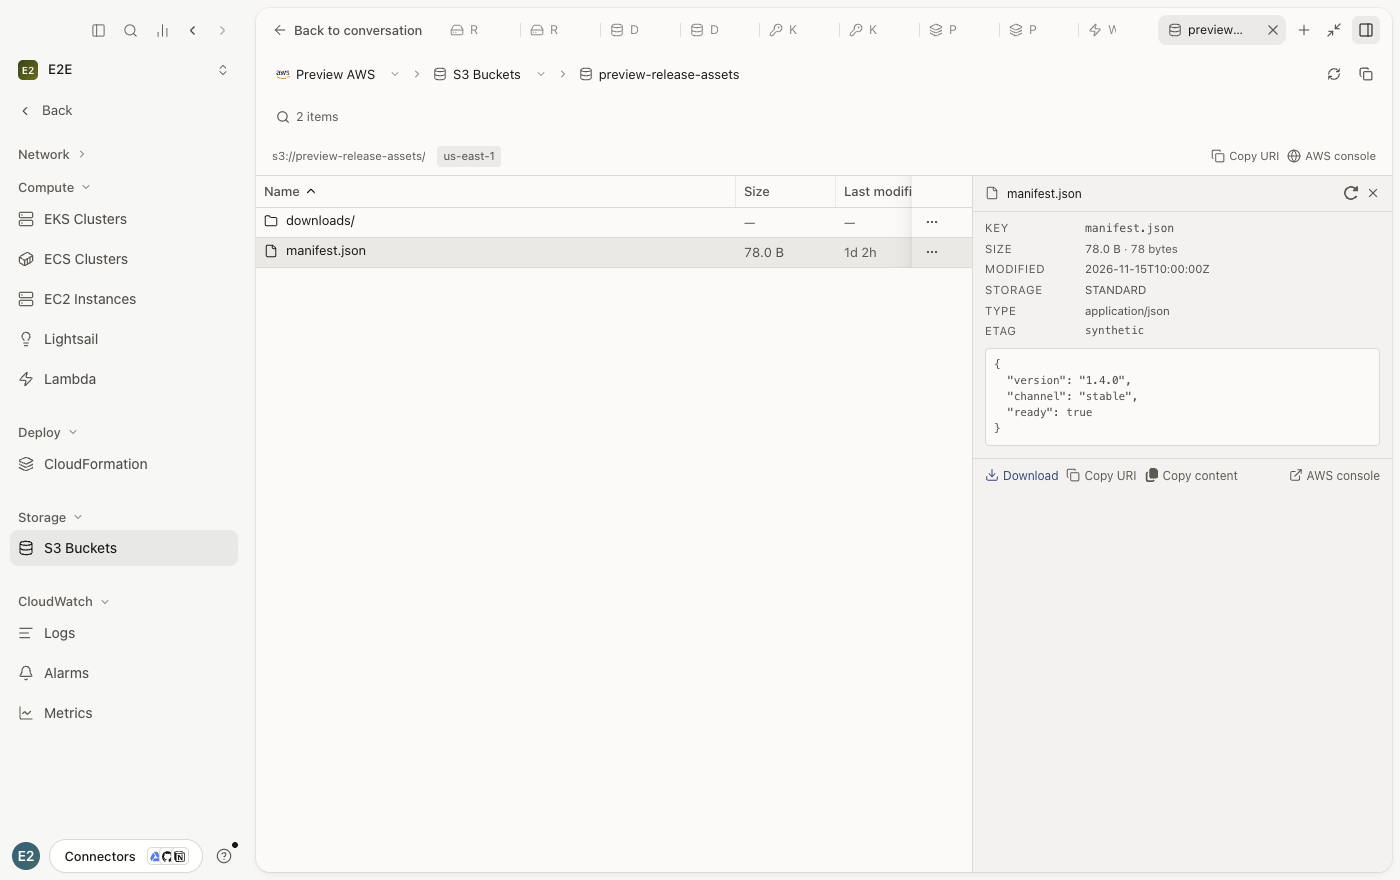 Back to conversation
R
R
D
D
K
K
P
P
preview...
E2 E2E
aws Preview AWS
S3 Buckets
preview-release-assets
Back
2 items
Network
s3://preview-release-assets/
us-east-1
Copy URI
AWS console
Compute
Name
Size
Last modifi
manifest.json
EKS Clusters
downloads/
—
—
...
manifest.json
78.0 B
1d 2h
...
KEY manifest.json
SIZE 78.0 B · 78 bytes
MODIFIED 2026-11-15T10:00:00Z
STORAGE STANDARD
TYPE application/json
ETAG synthetic
{
"version": "1.4.0",
"channel": "stable",
"ready": true
}
Download
Copy URI
Copy content
AWS console
ECS Clusters
EC2 Instances
Lightsail
Lambda
Deploy
CloudFormation
Storage
S3 Buckets
CloudWatch
Logs
Alarms
Metrics
E2
Connectors